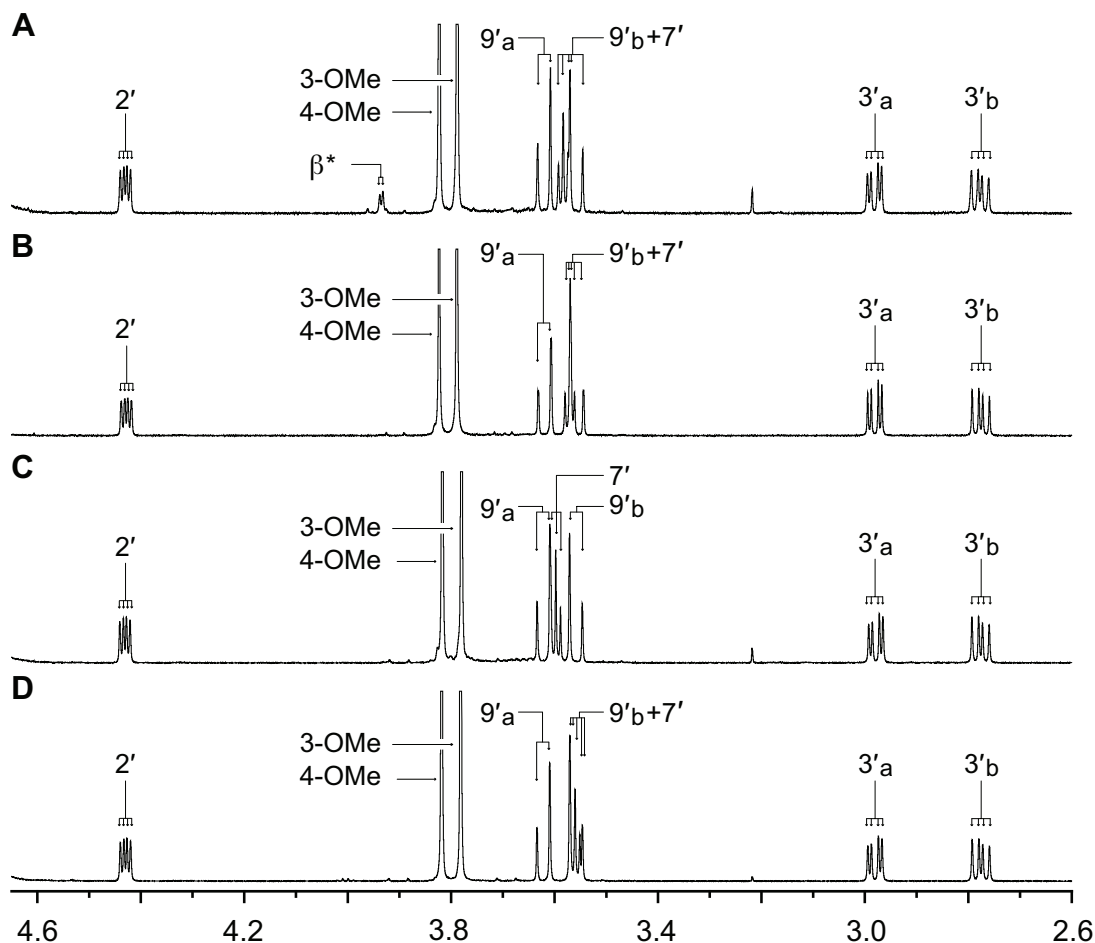 A
9′a 9′b+7′
3-OMe
4-OMe
2′ 3′a 3′b
β*
B
9′a 9′b+7′
3-OMe
4-OMe
2′ 3′a 3′b
C
7′
9′a 9′b
3-OMe
4-OMe
2′ 3′a 3′b
D
9′a 9′b+7′
3-OMe
4-OMe
2′ 3′a 3′b
4.6 4.2 3.8 3.4 3.0 2.6